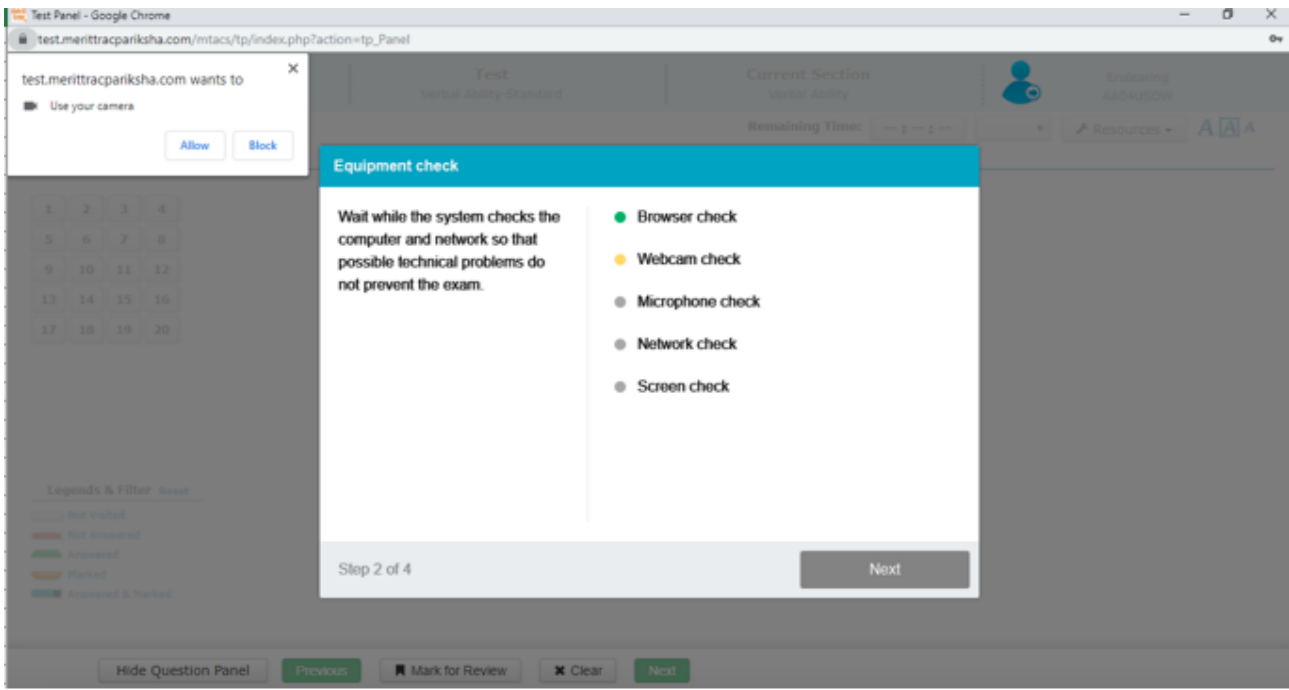 Test Panel - Google Chrome
test.merittracpariksha.com/mtacs/tp/index.php?action=tp_Panel
test.merittracpariksha.com wants to
Use your camera
Allow Block
Test
Verbal Ability-Standard
Current Section
Verbal Ability
Remaining Time: -- : -- : --
Resources
A A A
Equipment check
Wait while the system checks the
computer and network so that
possible technical problems do
not prevent the exam.
Browser check
Webcam check
Microphone check
Network check
Screen check
Step 2 of 4
Next
1 2 3 4
5 6 7 8
9 10 11 12
13 14 15 16
17 18 19 20
Legends & Filter Reset
Not Visited
Not Answered
Answered
Marked
Answered & Marked
Hide Question Panel Previous Mark for Review Clear Next